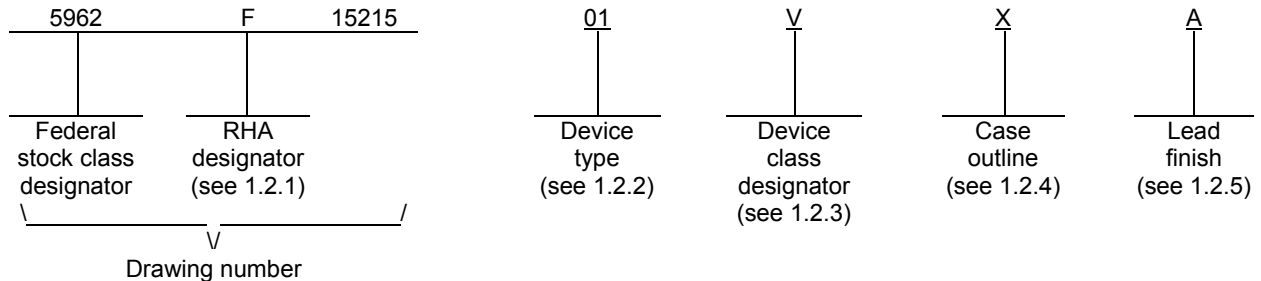 5962 F 15215 01 V X A
Federal stock class designator
RHA designator (see 1.2.1)
Device type (see 1.2.2)
Device class designator (see 1.2.3)
Case outline (see 1.2.4)
Lead finish (see 1.2.5)
\ /
\/
Drawing number